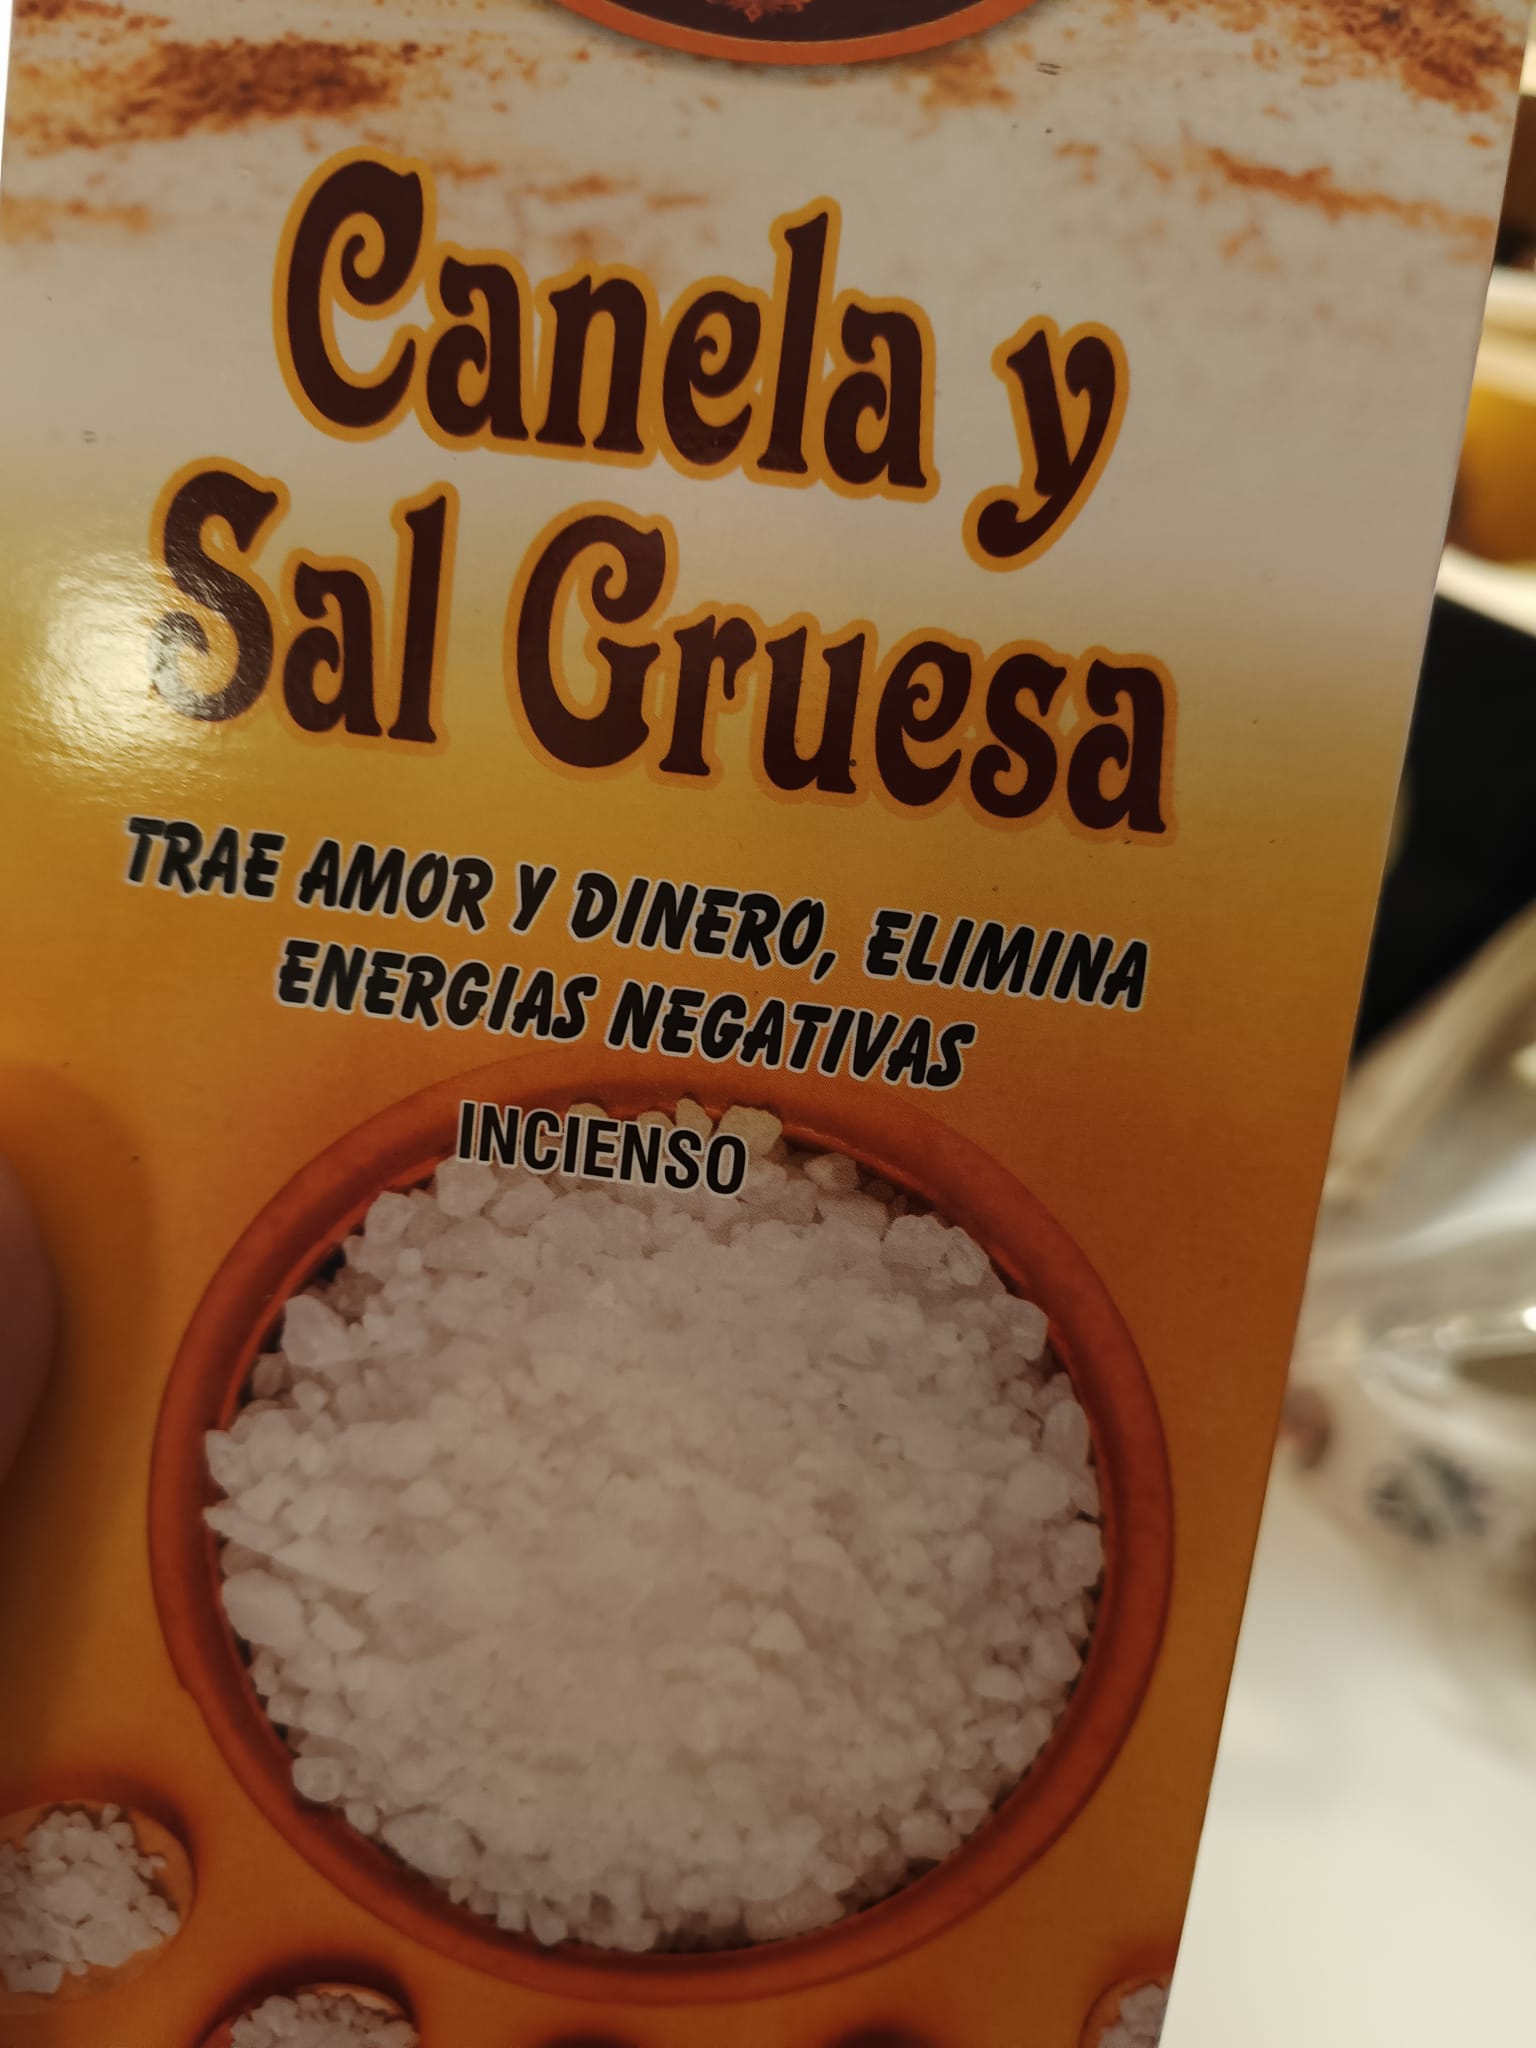 Canela y
Sal Gruesa
TRAE AMOR Y DINERO, ELIMINA
ENERGIAS NEGATIVAS
INCIENSO